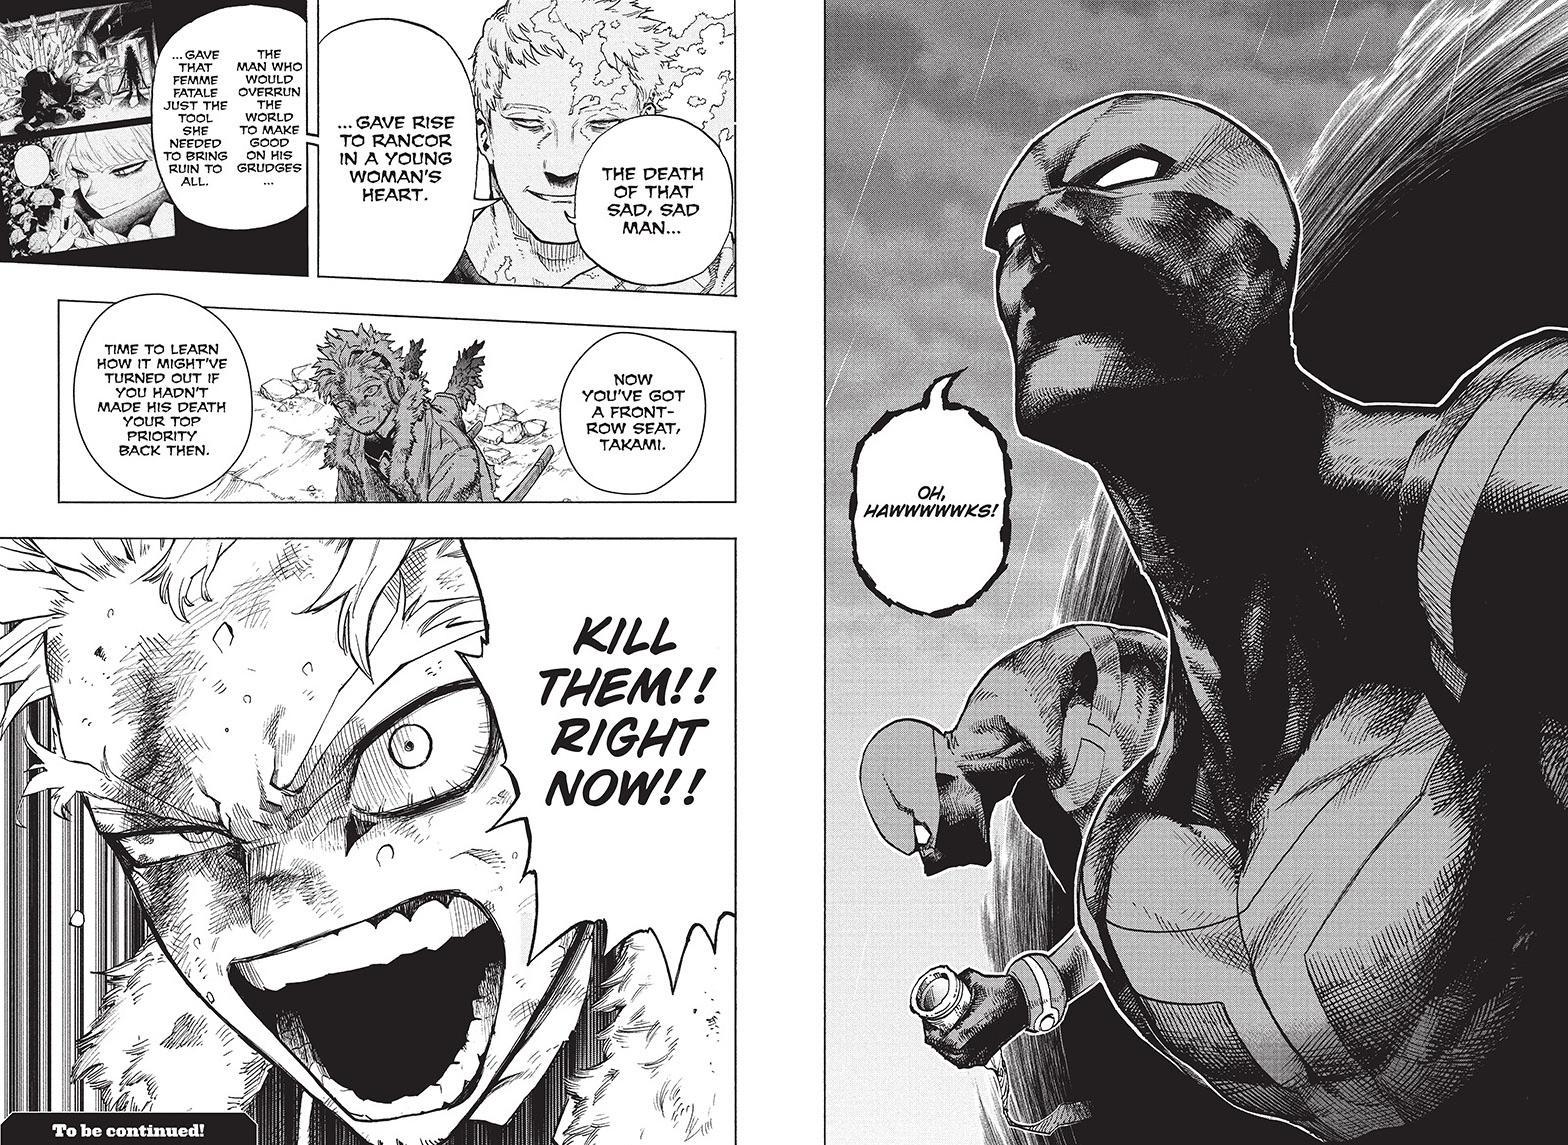 OH,
HAWWWWWKS!
THE DEATH
OF THAT
SAD, SAD
MAN...
...GAVE RISE
TO RANCOR
IN A YOUNG
WOMAN'S
HEART.
THE
MAN WHO
WOULD
OVERRUN
THE
WORLD
TO MAKE
GOOD
ON HIS
GRUDGES
...
...GAVE
THAT
FEMME
FATALE
JUST THE
TOOL
SHE
NEEDED
TO BRING
RUIN TO
ALL.
NOW
YOU'VE GOT
A FRONT-
ROW SEAT,
TAKAMI.
TIME TO LEARN
HOW IT MIGHT'VE
TURNED OUT IF
YOU HADN'T
MADE HIS DEATH
YOUR TOP
PRIORITY
BACK THEN.
KILL
THEM!!
RIGHT
NOW!!
To be continued!